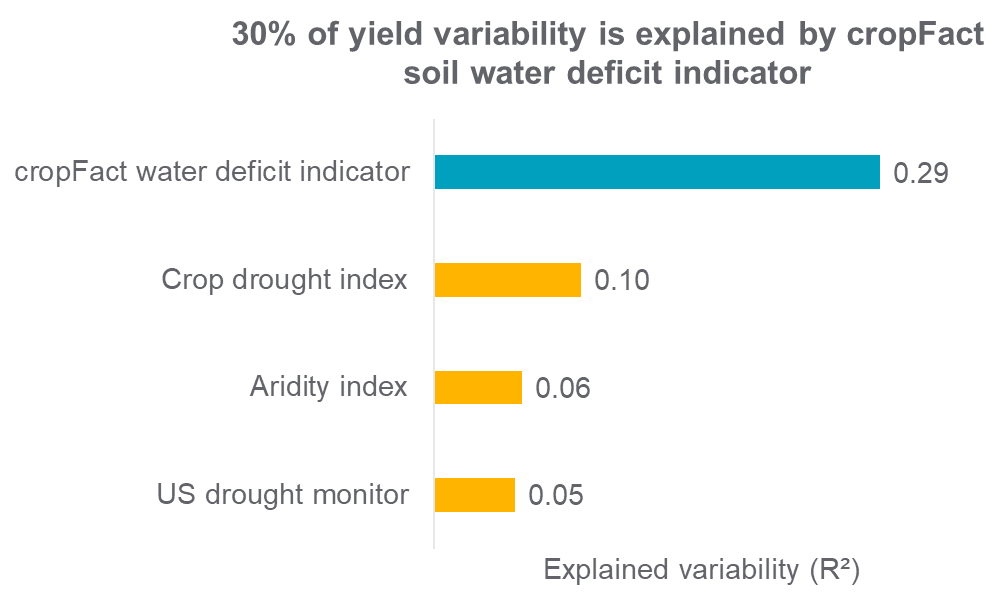 30% of yield variability is explained by cropFact
soil water deficit indicator
cropFact water deficit indicator
0.29
Crop drought index
0.10
Aridity index
0.06
US drought monitor
0.05
Explained variability (R²)